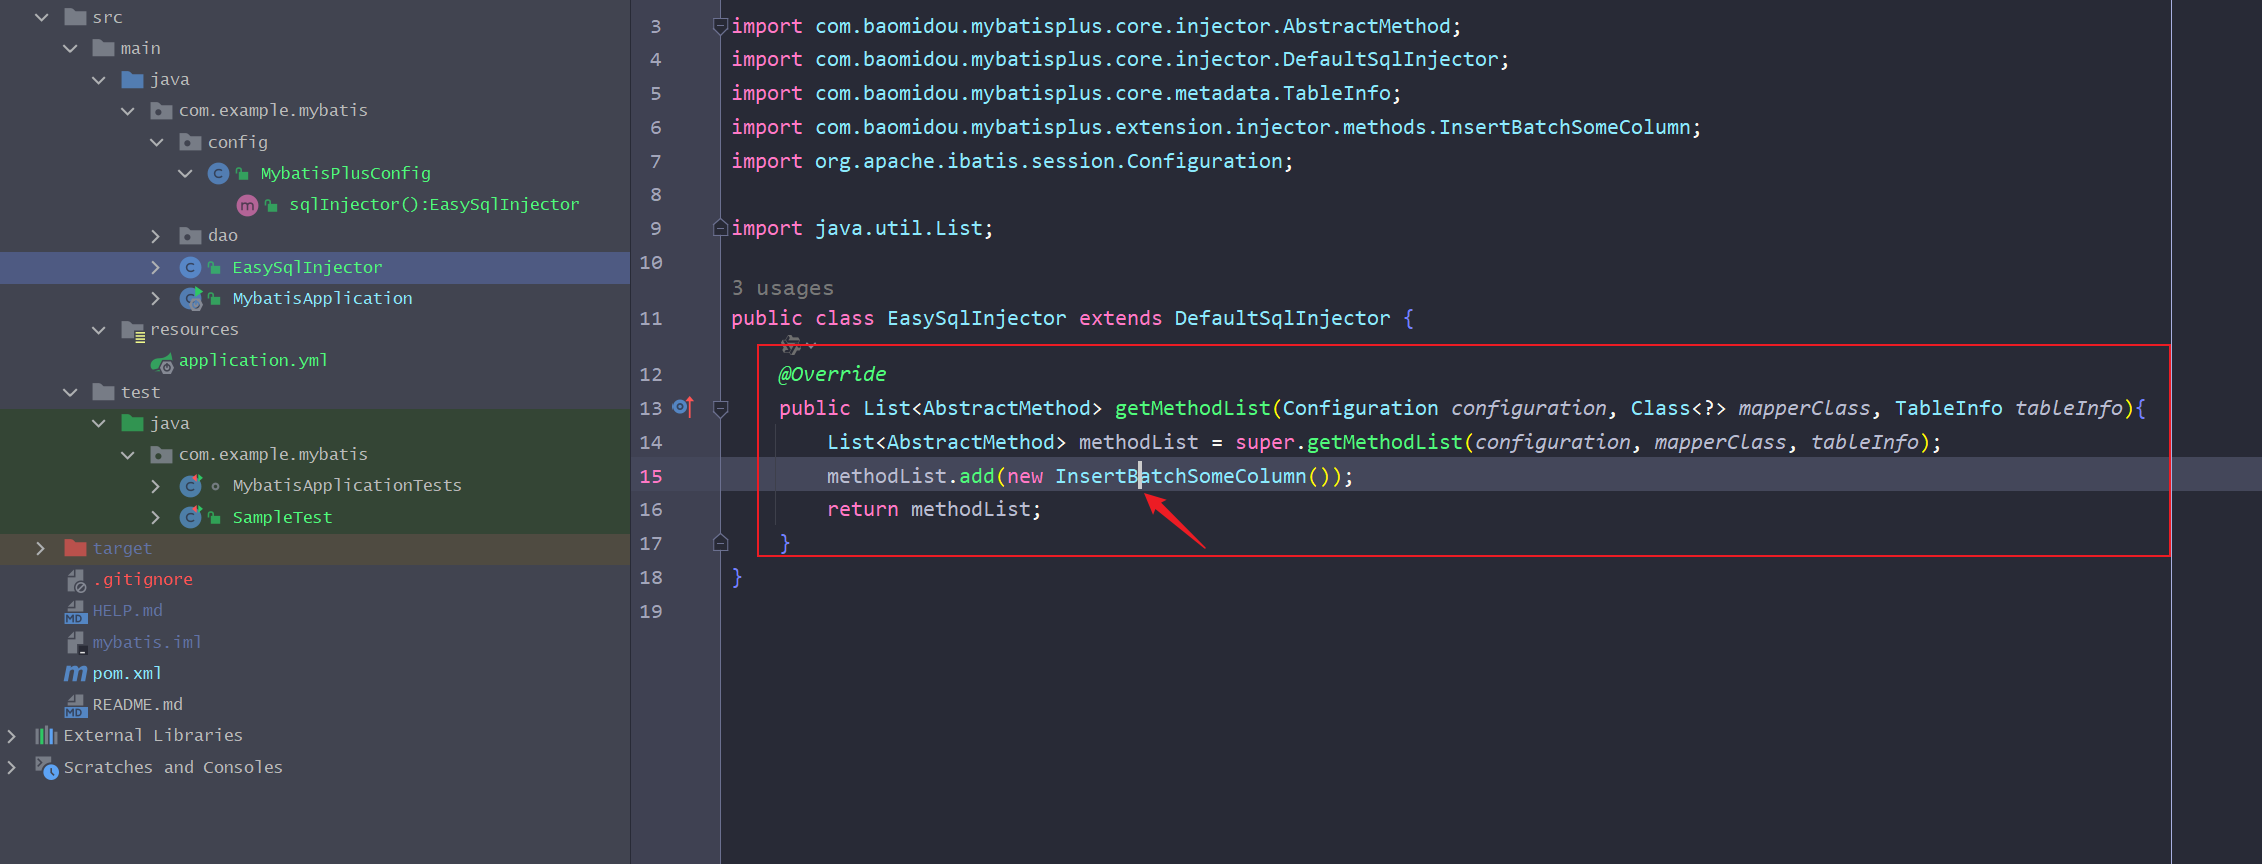 src
main
java
com.example.mybatis
config
MybatisPlusConfig
sqlInjector():EasySqlInjector
dao
EasySqlInjector
MybatisApplication
resources
application.yml
test
java
com.example.mybatis
MybatisApplicationTests
SampleTest
target
.gitignore
HELP.md
mybatis.iml
pom.xml
README.md
External Libraries
Scratches and Consoles
3 import com.baomidou.mybatisplus.core.injector.AbstractMethod;
4 import com.baomidou.mybatisplus.core.injector.DefaultSqlInjector;
5 import com.baomidou.mybatisplus.core.metadata.TableInfo;
6 import com.baomidou.mybatisplus.extension.injector.methods.InsertBatchSomeColumn;
7 import org.apache.ibatis.session.Configuration;
8
9 import java.util.List;
10
3 usages
11 public class EasySqlInjector extends DefaultSqlInjector {
12 @Override
13 public List<AbstractMethod> getMethodList(Configuration configuration, Class<?> mapperClass, TableInfo tableInfo){
14 List<AbstractMethod> methodList = super.getMethodList(configuration, mapperClass, tableInfo);
15 methodList.add(new InsertBatchSomeColumn());
16 return methodList;
17 }
18 }
19